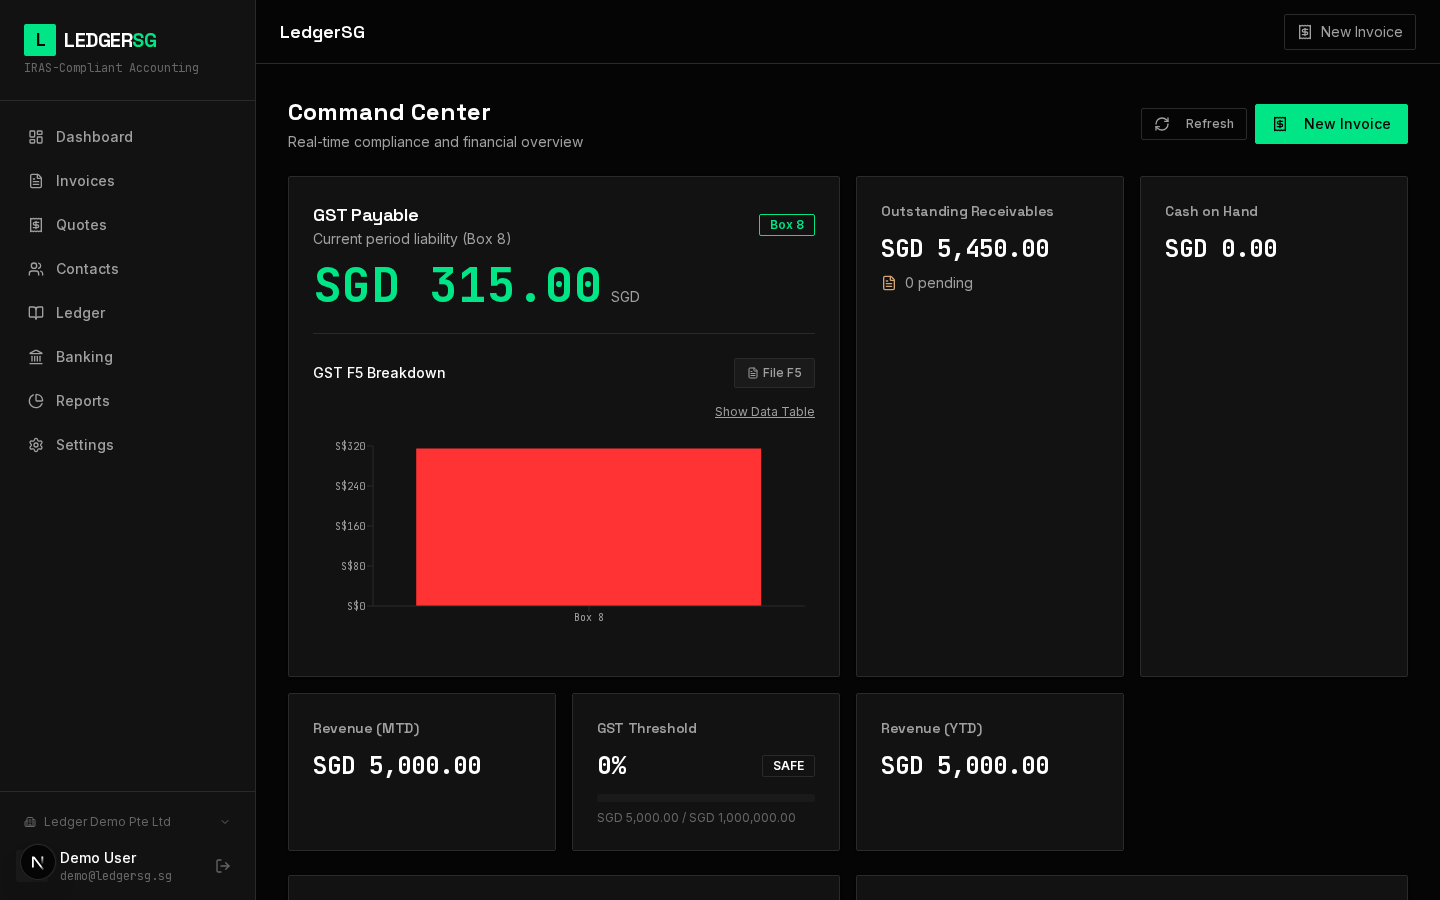 L LEDGERSG
IRAS-Compliant Accounting
Dashboard
Invoices
Quotes
Contacts
Ledger
Banking
Reports
Settings
Ledger Demo Pte Ltd
N
Demo User
demo@ledgersg.sg
LedgerSG
New Invoice
Command Center
Real-time compliance and financial overview
Refresh
New Invoice
GST Payable
Current period liability (Box 8)
Box 8
SGD 315.00 SGD
GST F5 Breakdown
File F5
Show Data Table
S$320
S$240
S$160
S$80
S$0
Box 8
Outstanding Receivables
SGD 5,450.00
0 pending
Cash on Hand
SGD 0.00
Revenue (MTD)
SGD 5,000.00
GST Threshold
0%
SAFE
SGD 5,000.00 / SGD 1,000,000.00
Revenue (YTD)
SGD 5,000.00